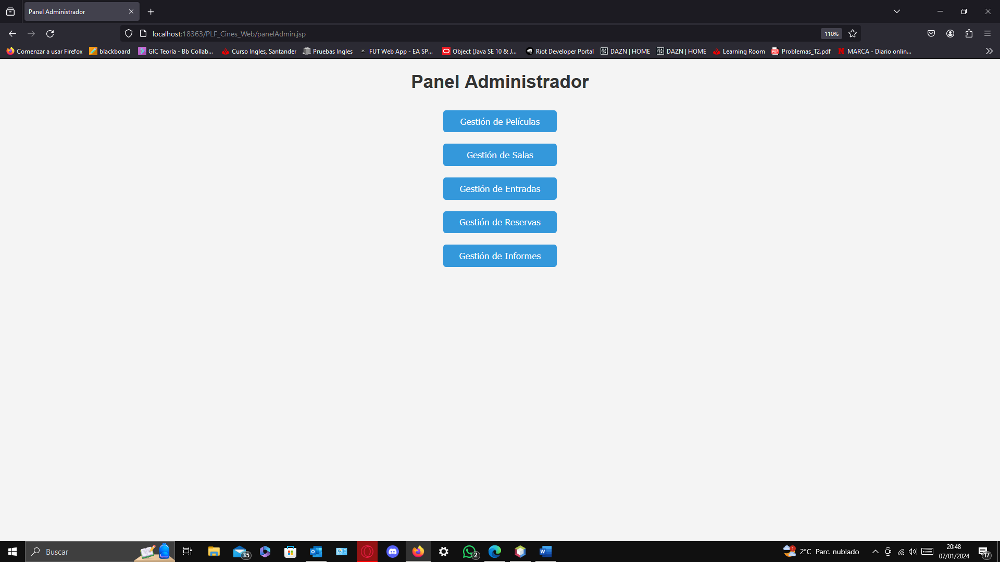 Panel Administrador
localhost:18363/PLF_Cines_Web/panelAdmin.jsp
110%
Comenzar a usar Firefox
blackboard
GIC Teoría - Bb Collab...
Curso Ingles, Santander
Pruebas Ingles
FUT Web App - EA SP...
Object (Java SE 10 & J...
Riot Developer Portal
DAZN | HOME
DAZN | HOME
Learning Room
Problemas_T2.pdf
MARCA - Diario onlin...
Panel Administrador
Gestión de Películas
Gestión de Salas
Gestión de Entradas
Gestión de Reservas
Gestión de Informes
Buscar
35
2
1
2°C Parc. nublado
20:48
07/01/2024
17